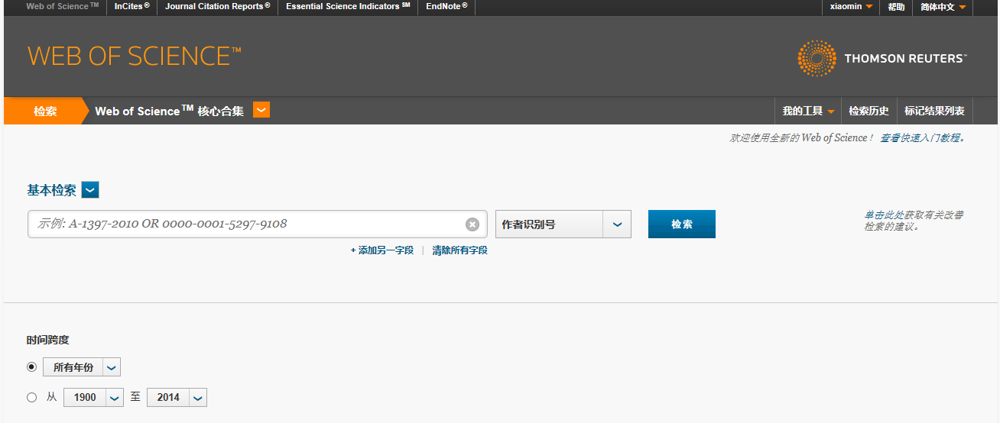 Web of Science™ InCites® Journal Citation Reports® Essential Science Indicators ℠ EndNote® xiaomin 帮助 简体中文
WEB OF SCIENCE™
THOMSON REUTERS™
检索 Web of Science™ 核心合集 我的工具 检索历史 标记结果列表
欢迎使用全新的 Web of Science！ 查看快速入门教程。
基本检索
示例: A-1397-2010 OR 0000-0001-5297-9108 作者识别号 检索
单击此处获取有关改善
检索的建议。
+ 添加另一字段 | 清除所有字段
时间跨度
所有年份
从 1900 至 2014